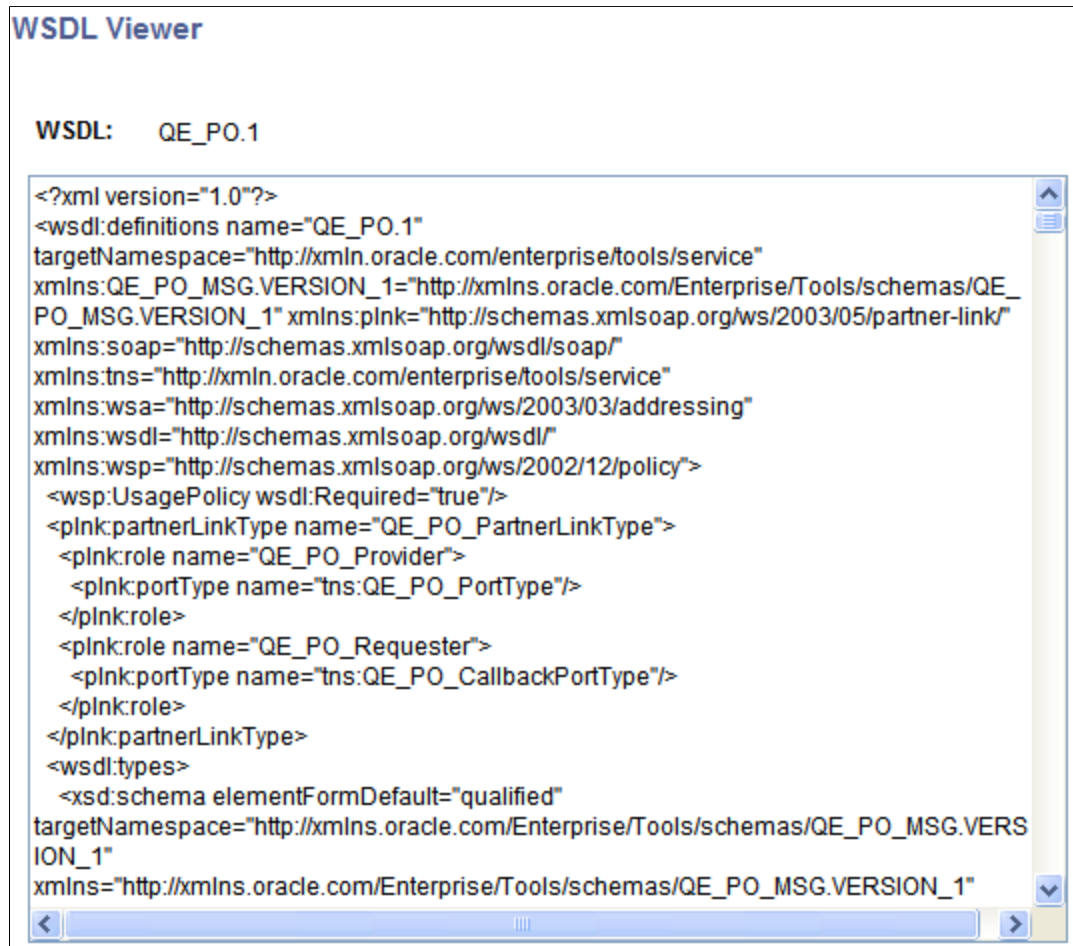 WSDL Viewer
WSDL: QE_PO.1
<?xml version="1.0"?>
<wsdl:definitions name="QE_PO.1"
targetNamespace="http://xmln.oracle.com/enterprise/tools/service"
xmlns:QE_PO_MSG.VERSION_1="http://xmlns.oracle.com/Enterprise/Tools/schemas/QE_
PO_MSG.VERSION_1" xmlns:plnk="http://schemas.xmlsoap.org/ws/2003/05/partner-link/"
xmlns:soap="http://schemas.xmlsoap.org/wsdl/soap/"
xmlns:tns="http://xmln.oracle.com/enterprise/tools/service"
xmlns:wsa="http://schemas.xmlsoap.org/ws/2003/03/addressing"
xmlns:wsdl="http://schemas.xmlsoap.org/wsdl/"
xmlns:wsp="http://schemas.xmlsoap.org/ws/2002/12/policy">
<wsp:UsagePolicy wsdl:Required="true"/>
<plnk:partnerLinkType name="QE_PO_PartnerLinkType">
<plnk:role name="QE_PO_Provider">
<plnk:portType name="tns:QE_PO_PortType"/>
</plnk:role>
<plnk:role name="QE_PO_Requester">
<plnk:portType name="tns:QE_PO_CallbackPortType"/>
</plnk:role>
</plnk:partnerLinkType>
<wsdl:types>
<xsd:schema elementFormDefault="qualified"
targetNamespace="http://xmlns.oracle.com/Enterprise/Tools/schemas/QE_PO_MSG.VERS
ION_1"
xmlns="http://xmlns.oracle.com/Enterprise/Tools/schemas/QE_PO_MSG.VERSION_1"